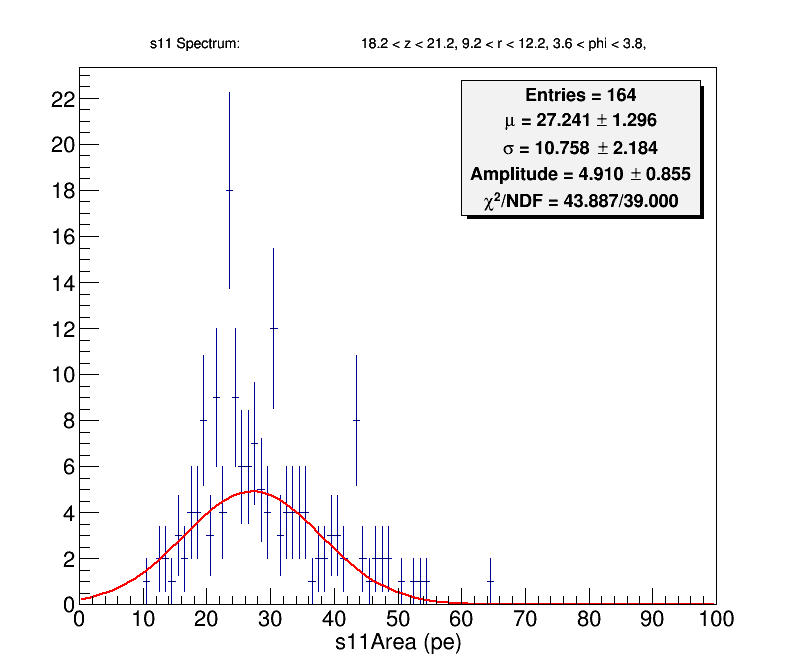 s11 Spectrum: 18.2 < z < 21.2, 9.2 < r < 12.2, 3.6 < phi < 3.8,
Entries = 164
μ = 27.241 ± 1.296
σ = 10.758 ± 2.184
Amplitude = 4.910 ± 0.855
χ²/NDF = 43.887/39.000
22
20
18
16
14
12
10
8
6
4
2
0
0 10 20 30 40 50 60 70 80 90 100
s11Area (pe)